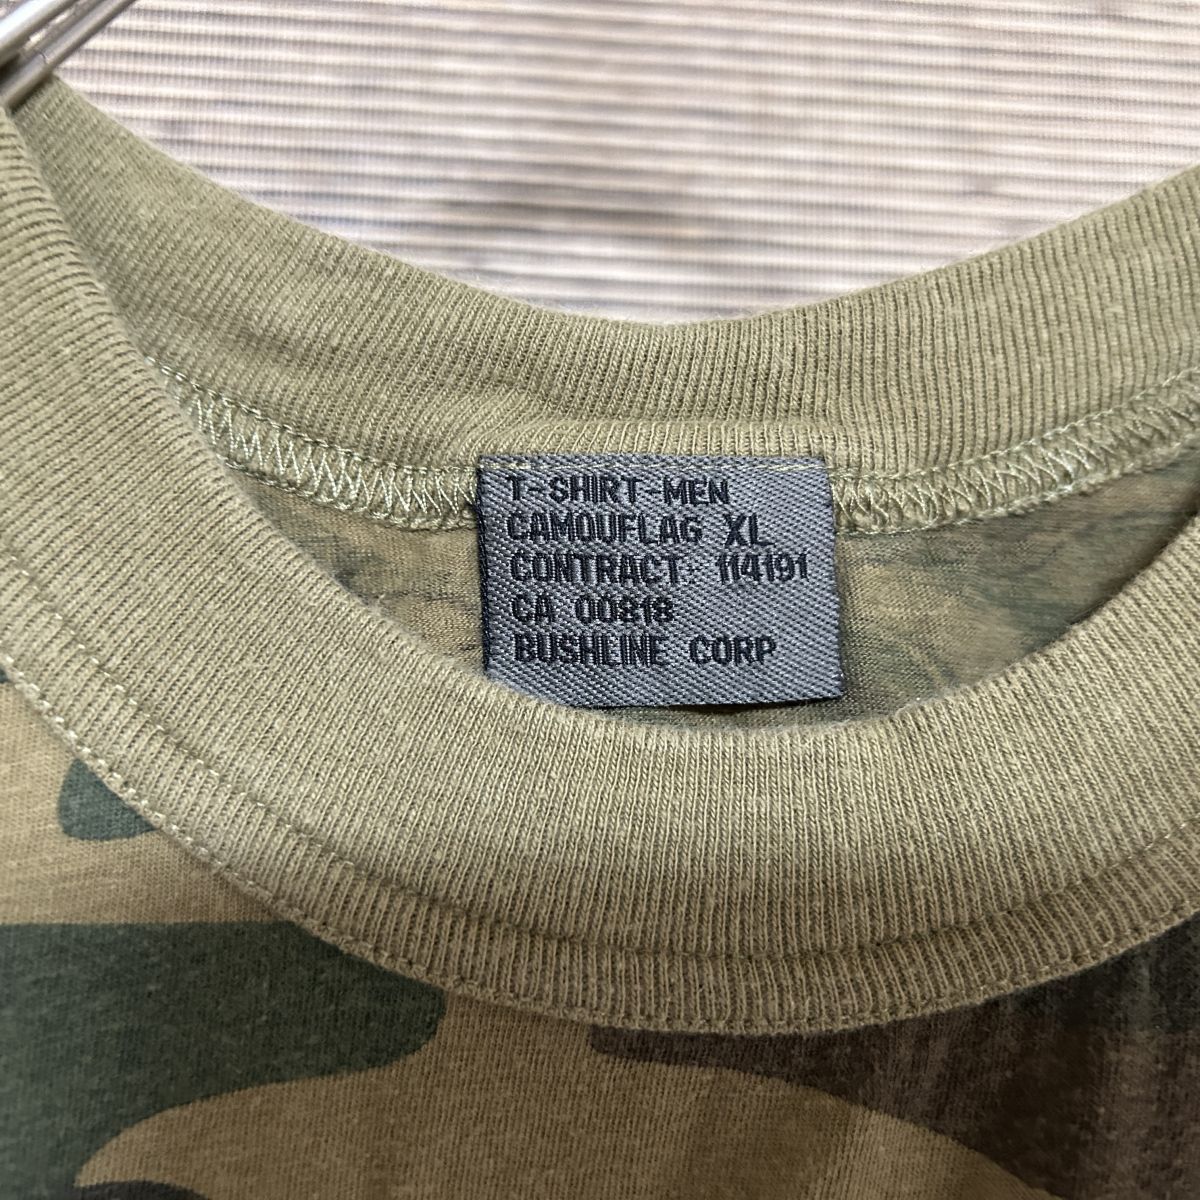 T-SHIRT-MEN
CAMOUFLAG XL
CONTRACT: 114191
CA 00818
BUSHLINE CORP